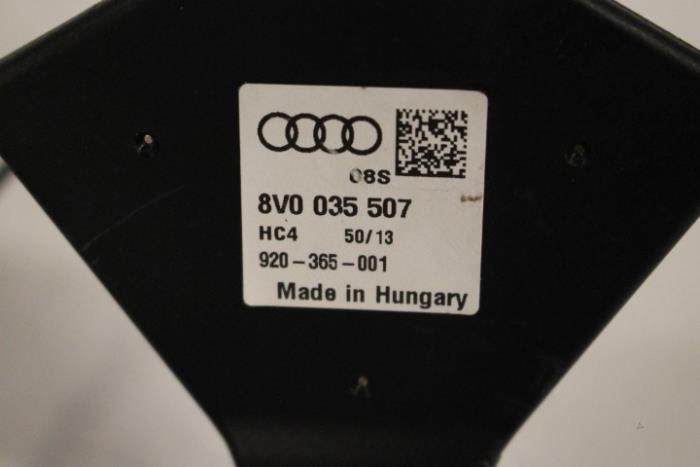 08S
8V0 035 507
HC4 50/13
920-365-001
Made in Hungary